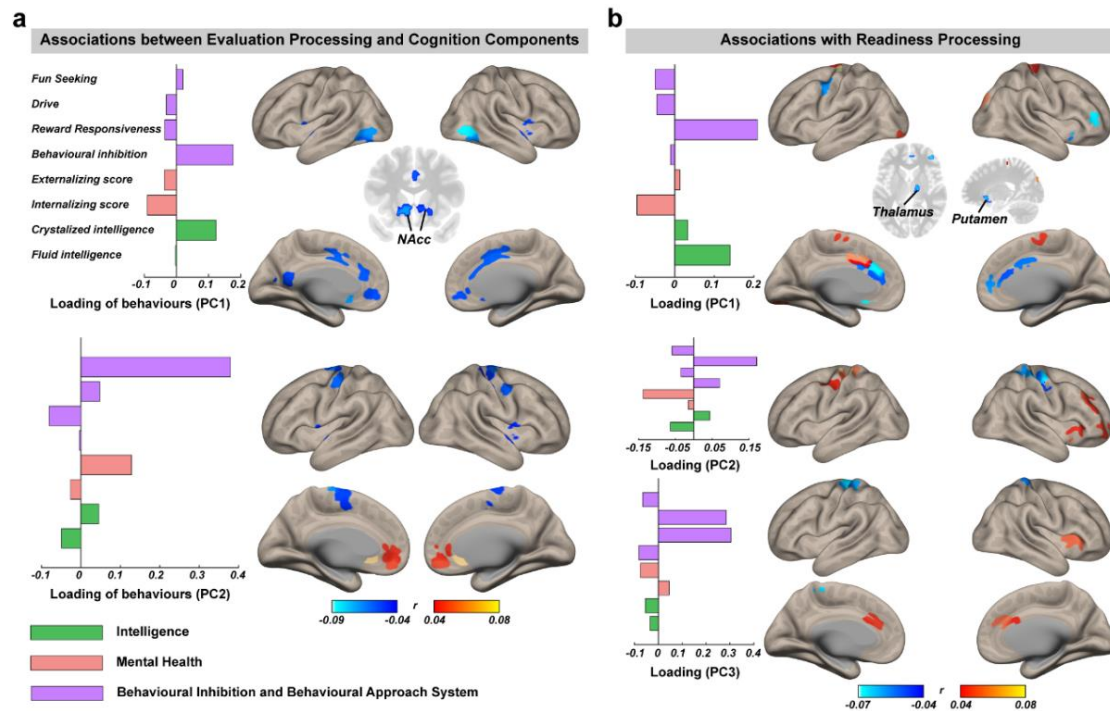 a
Associations between Evaluation Processing and Cognition Components
Fun Seeking
Drive
Reward Responsiveness
Behavioural inhibition
Externalizing score
Internalizing score
Crystalized intelligence
Fluid intelligence
-0.1 0 0.1 0.2
Loading of behaviours (PC1)
NAcc
-0.1 0 0.1 0.2 0.3 0.4
Loading of behaviours (PC2)
r
-0.09 -0.04 0.04 0.08
Intelligence
Mental Health
Behavioural Inhibition and Behavioural Approach System
b
Associations with Readiness Processing
-0.1 0 0.1 0.2
Loading (PC1)
Thalamus
Putamen
-0.15 -0.05 0.05 0.15
Loading (PC2)
-0.1 0 0.1 0.2 0.3 0.4
Loading (PC3)
r
-0.07 -0.04 0.04 0.08